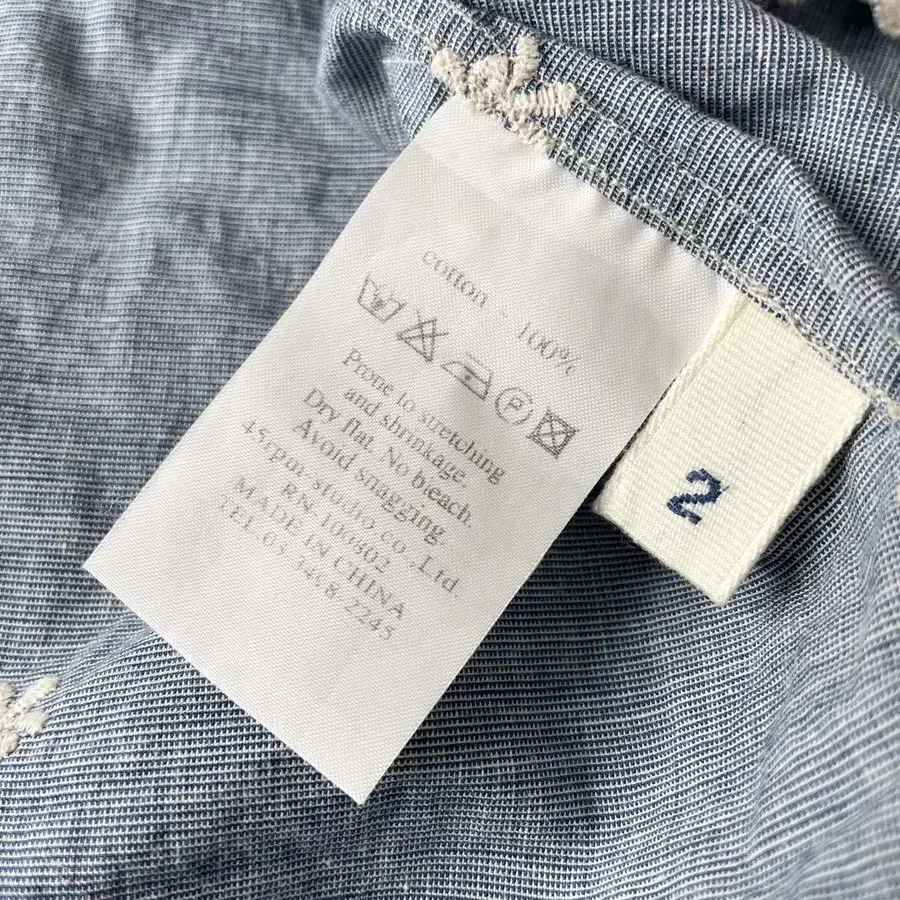 cotton - 100%
P
Prone to stretching
and shrinkage.
Dry flat. No bleach.
Avoid snagging.
45rpm. studio co.,Ltd.
RN-100802
MADE IN CHINA
TEL.03 3498.2245
2